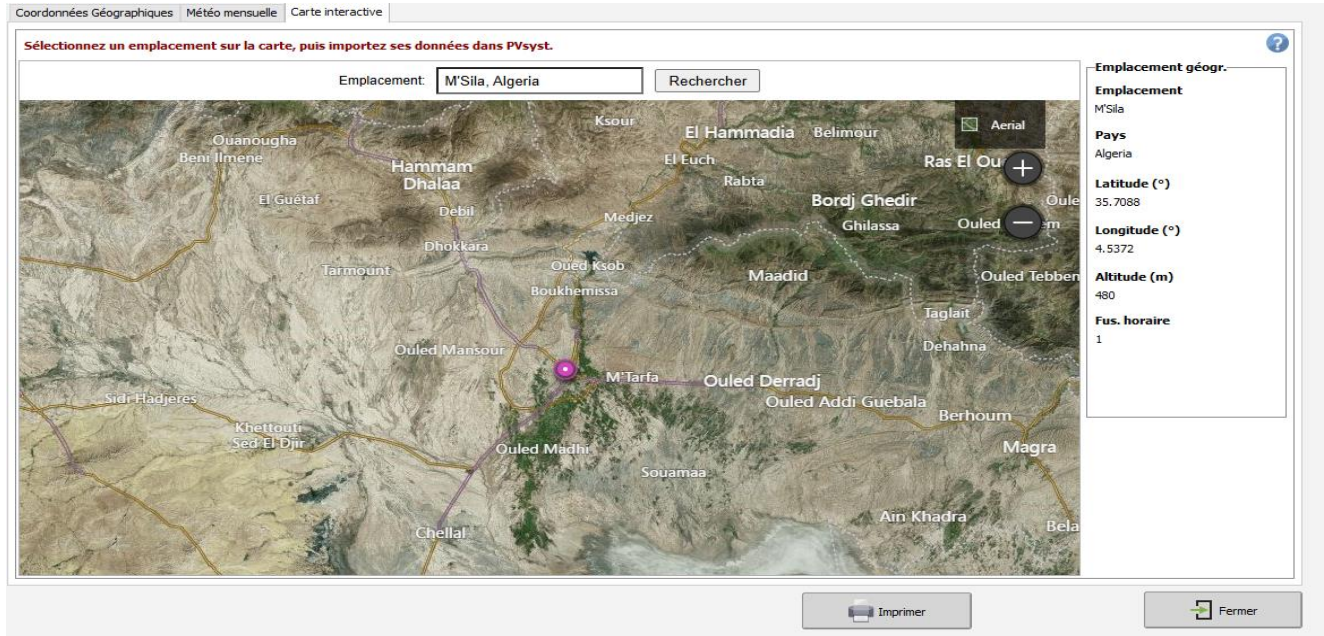 Coordonnées Géographiques Météo mensuelle Carte interactive
Sélectionnez un emplacement sur la carte, puis importez ses données dans PVsyst.
Emplacement: M'Sila, Algeria Rechercher
Aerial
Ksour
El Hammadia Belimour
Ouanougha
Beni Ilmene
Hammam
Dhalaa
El Euch
Ras El Ou
Rabta
El Guétaf
Debil
Bordj Ghedir
Oule
Medjez
Ghilassa
Ouled
em
Dhokkara
Tarmount
Oued Ksob
Maadid
Ouled Tebben
Boukhemissa
Taglait
Ouled Mansour
Dehahna
M'Tarfa
Ouled Derradj
Sidi Hadjeres
Ouled Addi Guebala
Berhoum
Khettouti
Sed El Djir
Ouled Madhi
Magra
Souamaa
Ain Khadra
Chellal
Bela
Emplacement géogr.
Emplacement
M'Sila
Pays
Algeria
Latitude (°)
35.7088
Longitude (°)
4.5372
Altitude (m)
480
Fus. horaire
1
Imprimer
Fermer